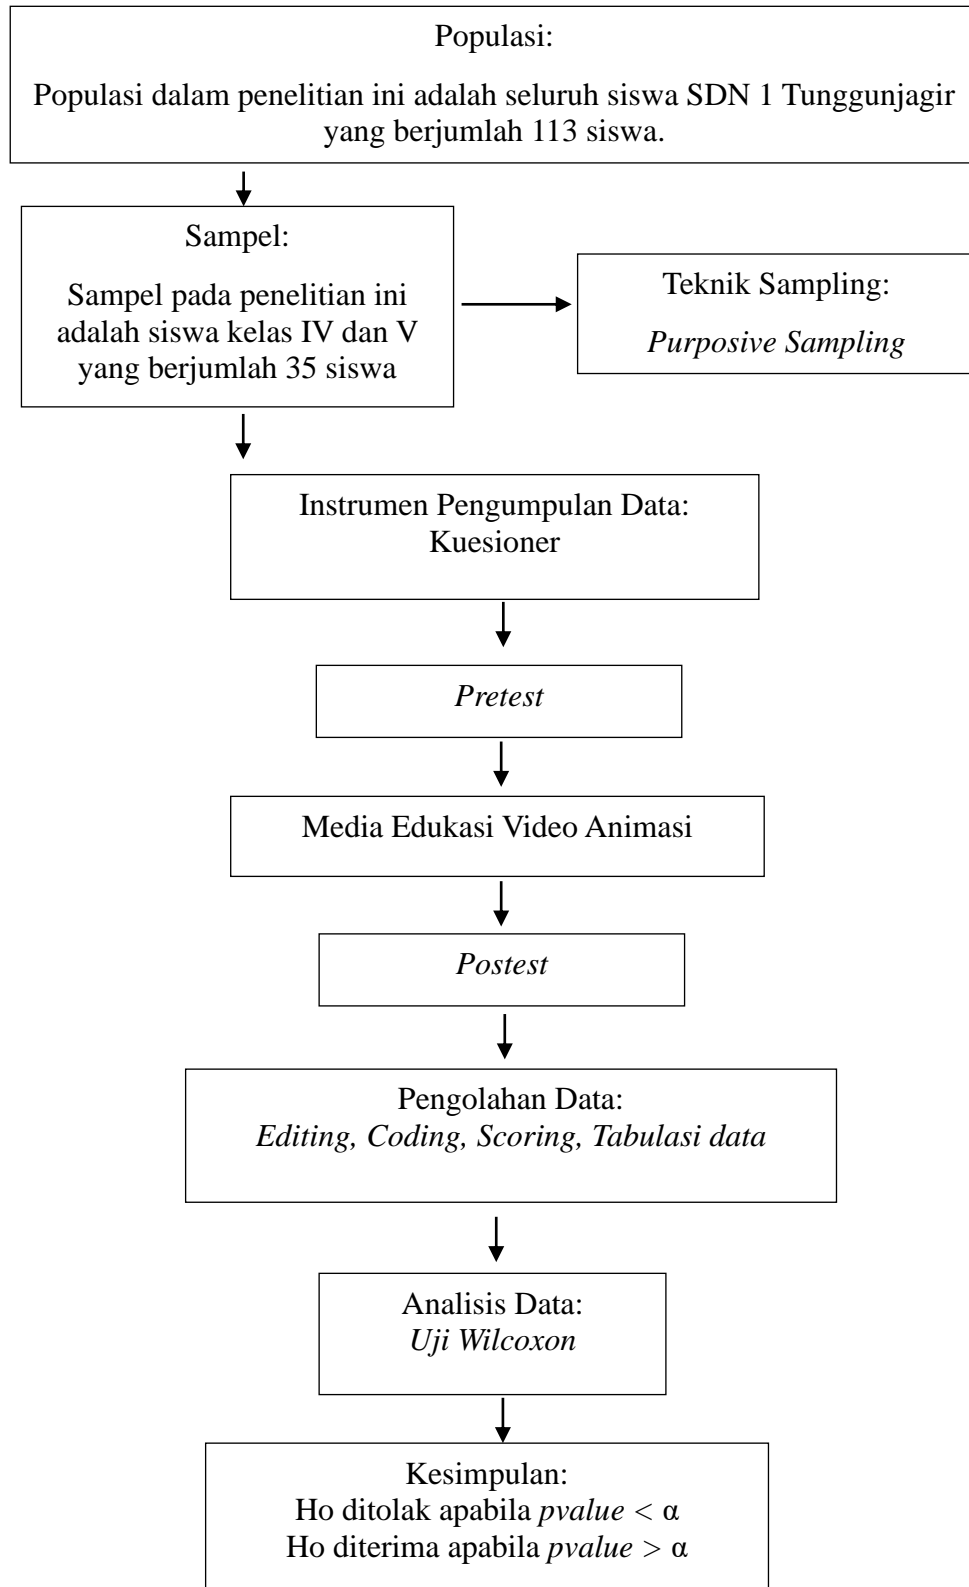 Populasi:
Populasi dalam penelitian ini adalah seluruh siswa SDN 1 Tunggunjagir
yang berjumlah 113 siswa.
Sampel:
Sampel pada penelitian ini
adalah siswa kelas IV dan V
yang berjumlah 35 siswa
Teknik Sampling:
Purposive Sampling
Instrumen Pengumpulan Data:
Kuesioner
Pretest
Media Edukasi Video Animasi
Postest
Pengolahan Data:
Editing, Coding, Scoring, Tabulasi data
Analisis Data:
Uji Wilcoxon
Kesimpulan:
Ho ditolak apabila pvalue < α
Ho diterima apabila pvalue > α